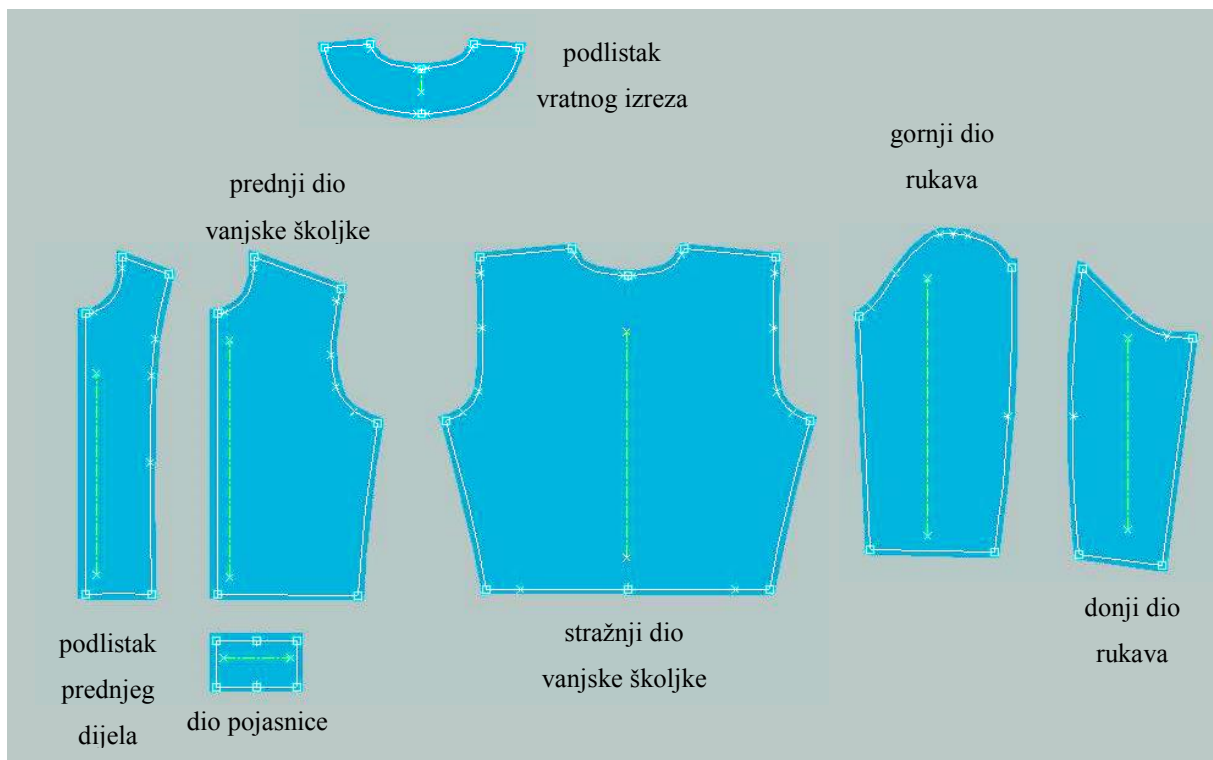 podlistak
vratnog izreza
gornji dio
rukava
prednji dio
vanjske školjke
podlistak
prednjeg
dijela
dio pojasnice
stražnji dio
vanjske školjke
donji dio
rukava